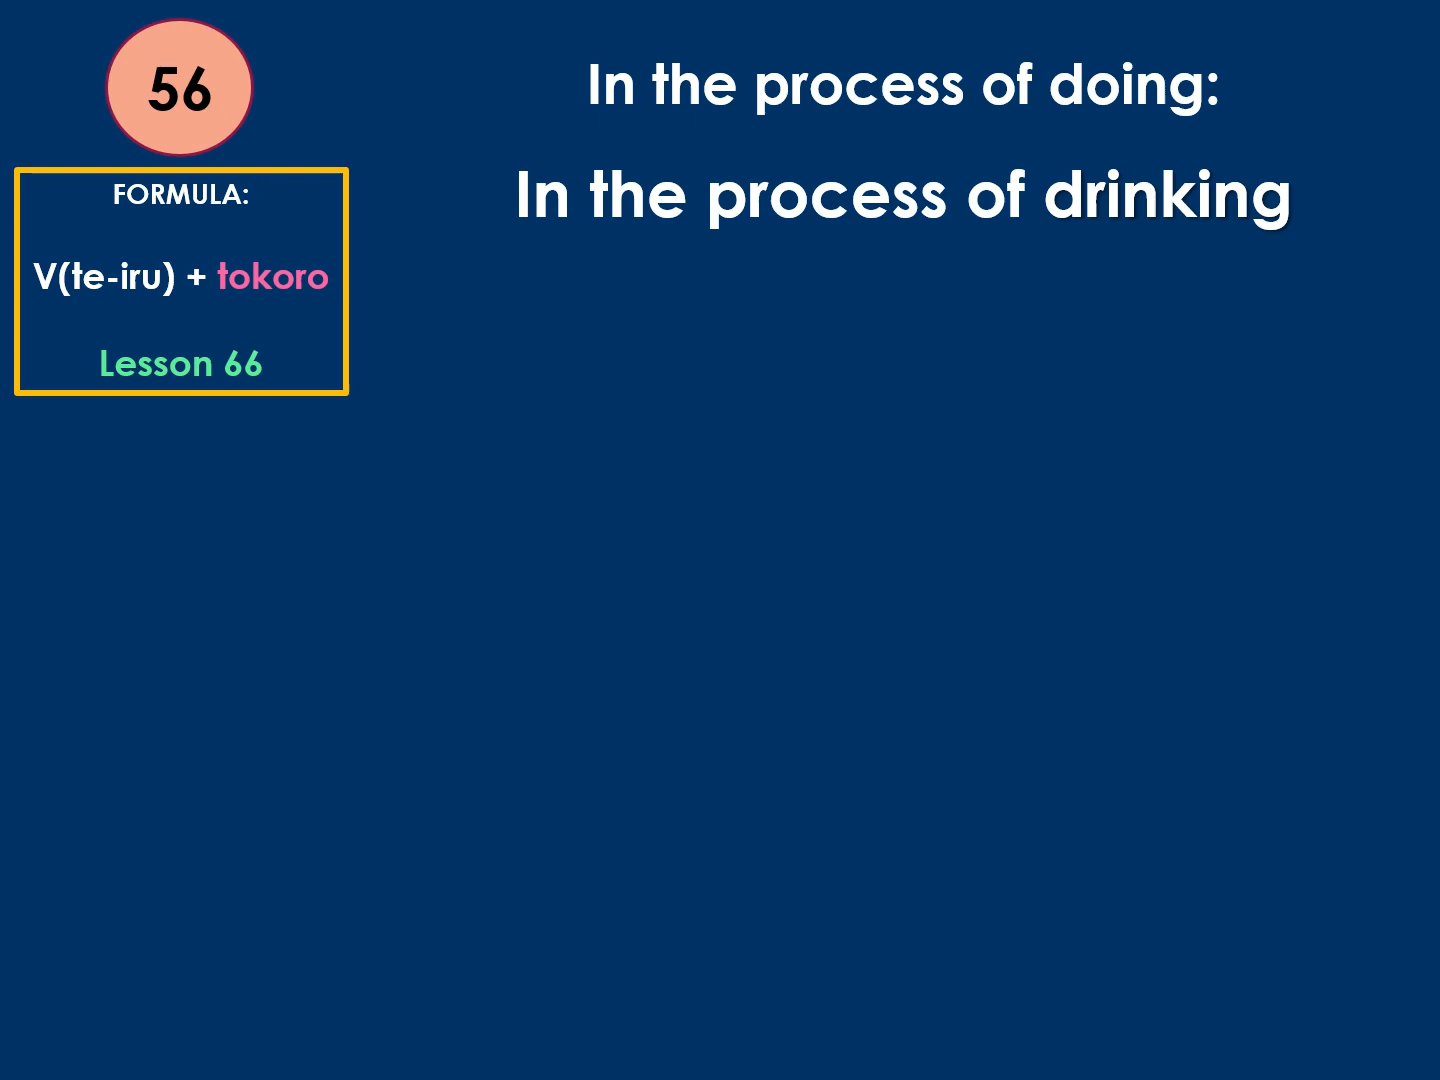 56
In the process of doing:
In the process of drinking
FORMULA:
V(te-iru) + tokoro
Lesson 66